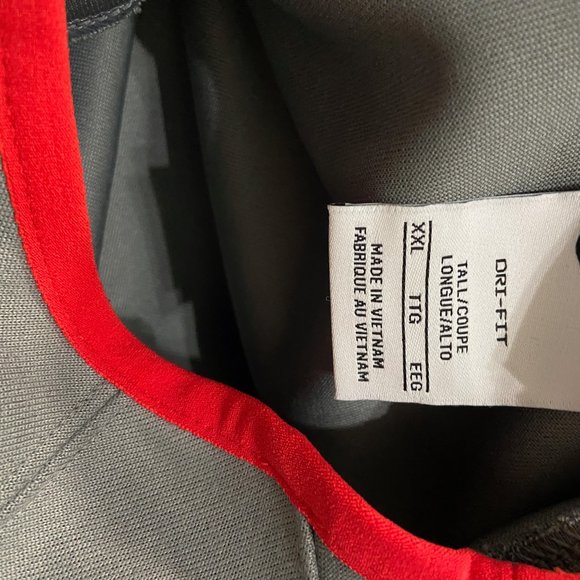 DRI-FIT
TALL/COUPE
LONGUE/ALTO
XXL TTG EEG
MADE IN VIETNAM
FABRIQUE AU VIETNAM